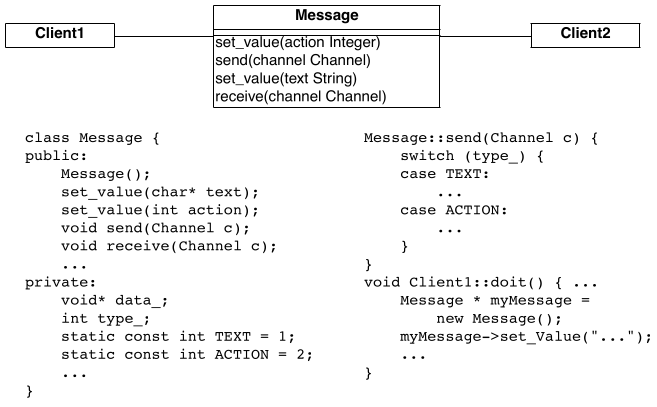 Client1
Message
Client2
set_value(action Integer)
send(channel Channel)
set_value(text String)
receive(channel Channel)
class Message {
public:
    Message();
    set_value(char* text);
    set_value(int action);
    void send(Channel c);
    void receive(Channel c);
    ...
private:
    void* data_;
    int type_;
    static const int TEXT = 1;
    static const int ACTION = 2;
    ...
}
Message::send(Channel c) {
    switch (type_) {
    case TEXT:
        ...
    case ACTION:
        ...
    }
}
void Client1::doit() { ...
    Message * myMessage =
        new Message();
    myMessage->set_Value("...");
    ...
}